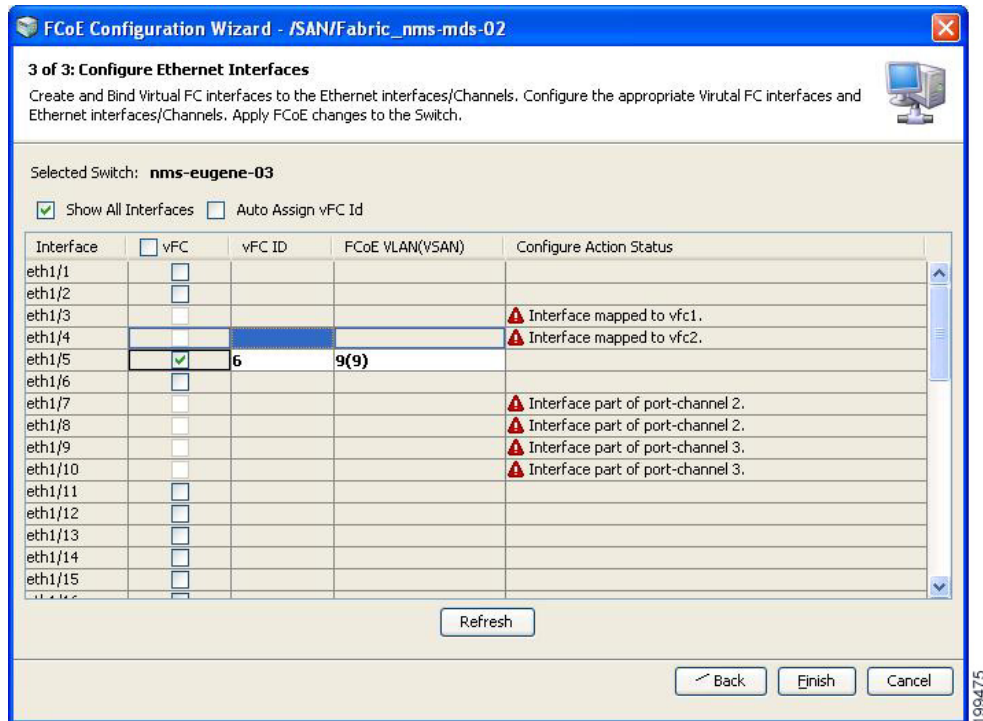 FCoE Configuration Wizard - /SAN/Fabric_nms-mds-02
3 of 3: Configure Ethernet Interfaces
Create and Bind Virtual FC interfaces to the Ethernet interfaces/Channels. Configure the appropriate Virutal FC interfaces and
Ethernet interfaces/Channels. Apply FCoE changes to the Switch.
Selected Switch: nms-eugene-03
Show All Interfaces Auto Assign vFC Id
Interface vFC vFC ID FCoE VLAN(VSAN) Configure Action Status
eth1/1
eth1/2
eth1/3 Interface mapped to vfc1.
eth1/4 Interface mapped to vfc2.
eth1/5 6 9(9)
eth1/6
eth1/7 Interface part of port-channel 2.
eth1/8 Interface part of port-channel 2.
eth1/9 Interface part of port-channel 3.
eth1/10 Interface part of port-channel 3.
eth1/11
eth1/12
eth1/13
eth1/14
eth1/15
Refresh
Back Finish Cancel
199475